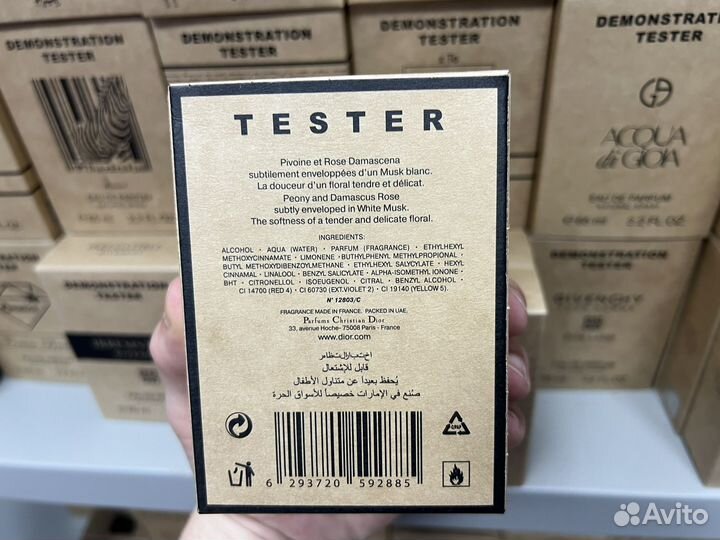 DEMONSTRATION
TESTER
DEMONSTRATION
TESTER
DEMONSTRATION
TESTER
DEMONSTRATION
TESTER
ACQUA
di GIOIA
EAU DE PARFUM
GIVENCHY
TESTER
Pivoine et Rose Damascena
subtilement enveloppées d'un Musk blanc.
La douceur d'un floral tendre et délicat.
Peony and Damascus Rose
subtly enveloped in White Musk.
The softness of a tender and delicate floral.
INGREDIENTS:
ALCOHOL · AQUA (WATER) · PARFUM (FRAGRANCE) · ETHYLHEXYL
METHOXYCINNAMATE · LIMONENE · BUTHYLPHENYL METHYLPROPIONAL ·
BUTYL METHOXYDIBENZOYLMETHANE · ETHYLHEXYL SALYCYLATE · HEXYL
CINNAMAL · LINALOOL · BENZYL SALICYLATE · ALPHA-ISOMETHYL IONONE ·
BHT · CITRONELLOL · ISOEUGENOL · CITRAL · BENZYL ALCOHOL ·
CI 14700 (RED 4) · CI 60730 (EXT.VIOLET 2) · CI 19140 (YELLOW 5).
N° 12803/C
FRAGRANCE MADE IN FRANCE. PACKED IN UAE.
Parfums Christian Dior
33, avenue Hoche- 75008 Paris - France
www.dior.com
قابل للإشتعال
يُحفظ بعيداً عن متناول الأطفال
صُنع في الإمارات خصيصاً للأسواق الحرة
6 293720 592885
Avito